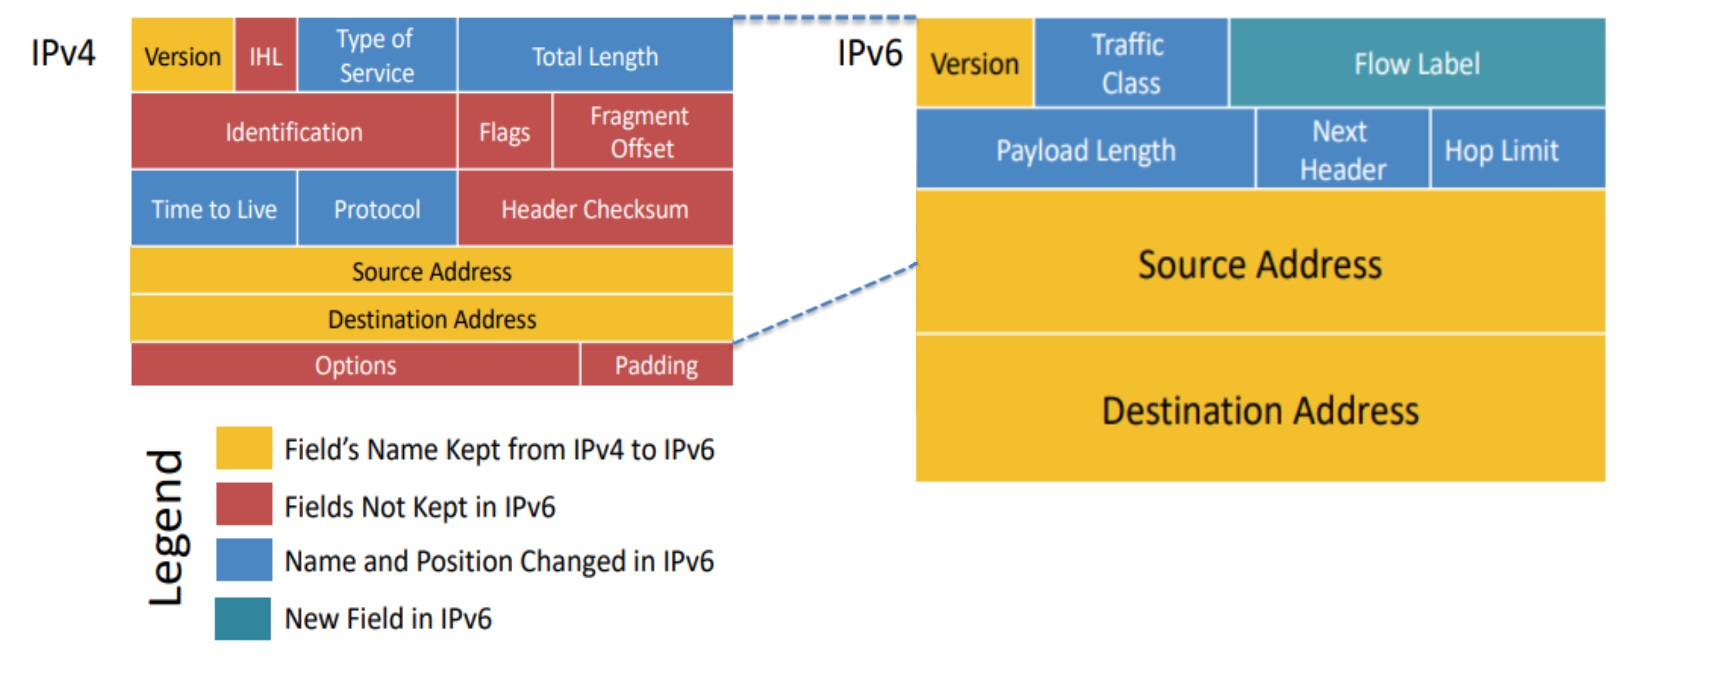 IPv4
Version
IHL
Type of
Service
Total Length
Identification
Flags
Fragment
Offset
Time to Live
Protocol
Header Checksum
Source Address
Destination Address
Options
Padding
IPv6
Version
Traffic
Class
Flow Label
Payload Length
Next
Header
Hop Limit
Source Address
Destination Address
Legend
Field's Name Kept from IPv4 to IPv6
Fields Not Kept in IPv6
Name and Position Changed in IPv6
New Field in IPv6